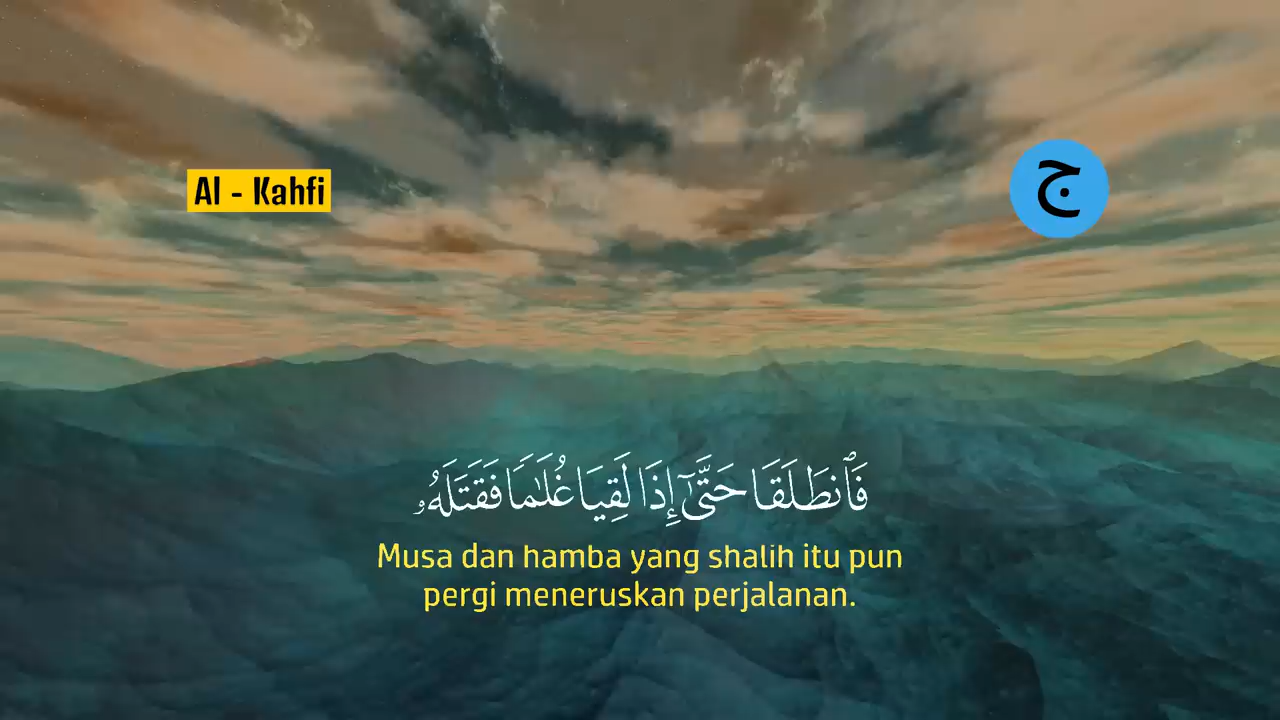 Al - Kahfi
ج
فَٱنطَلَقَا حَتَّىٰٓ إِذَا لَقِيَا غُلَـٰمًا فَقَتَلَهُۥ
Musa dan hamba yang shalih itu pun
pergi meneruskan perjalanan.